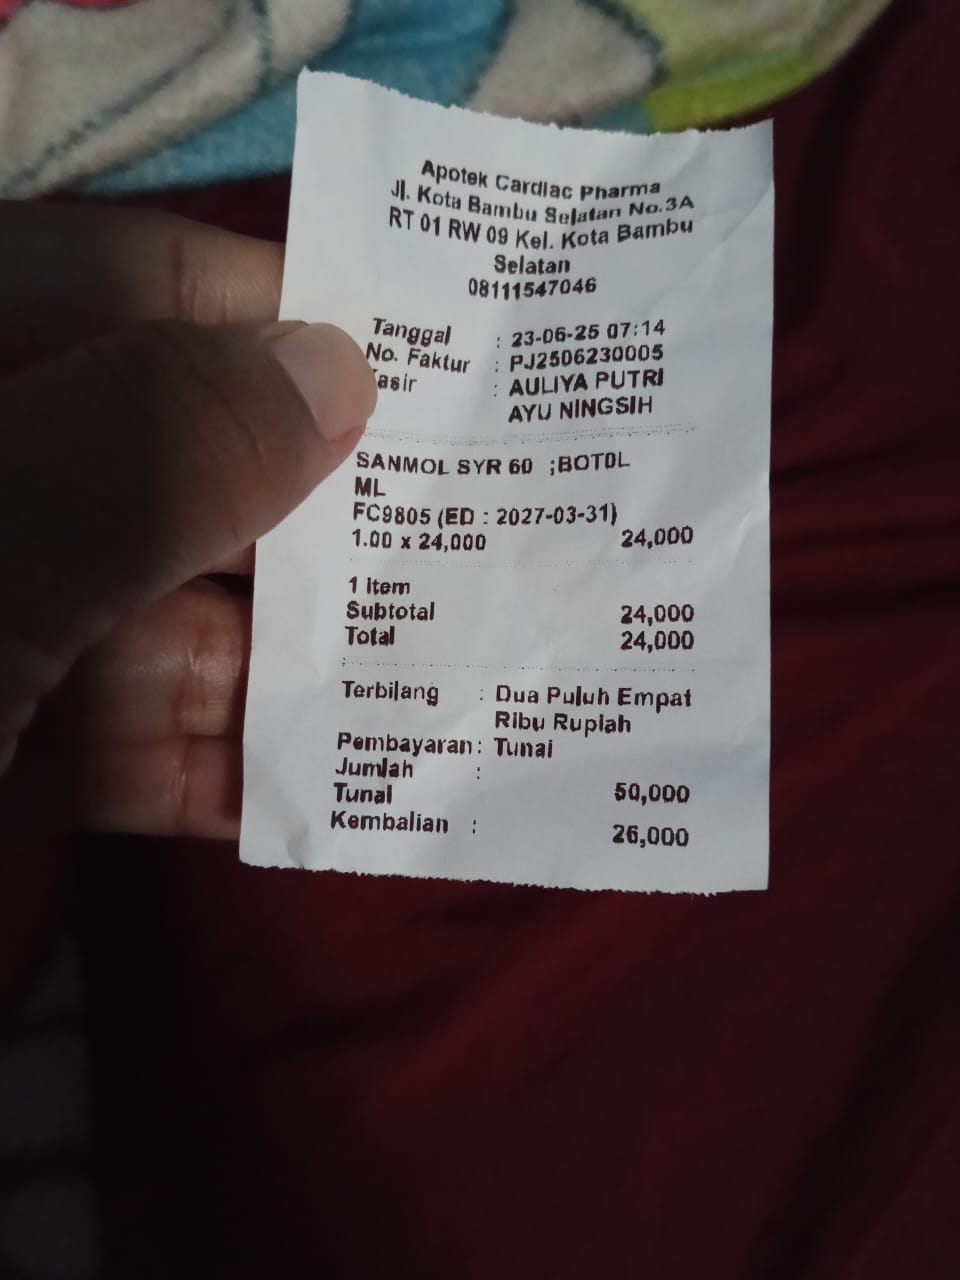 Apotek Cardiac Pharma
Jl. Kota Bambu Selatan No.3A
RT 01 RW 09 Kel. Kota Bambu
Selatan
08111547046
Tanggal : 23-06-25 07:14
No. Faktur : PJ2506230005
asir : AULIYA PUTRI
AYU NINGSIH
SANMOL SYR 60 ;BOTOL
ML
FC9805 (ED : 2027-03-31)
1.00 x 24,000 24,000
1 Item
Subtotal 24,000
Total 24,000
Terbilang : Dua Puluh Empat
Ribu Rupiah
Pembayaran : Tunai
Jumlah :
Tunai 50,000
Kembalian : 26,000